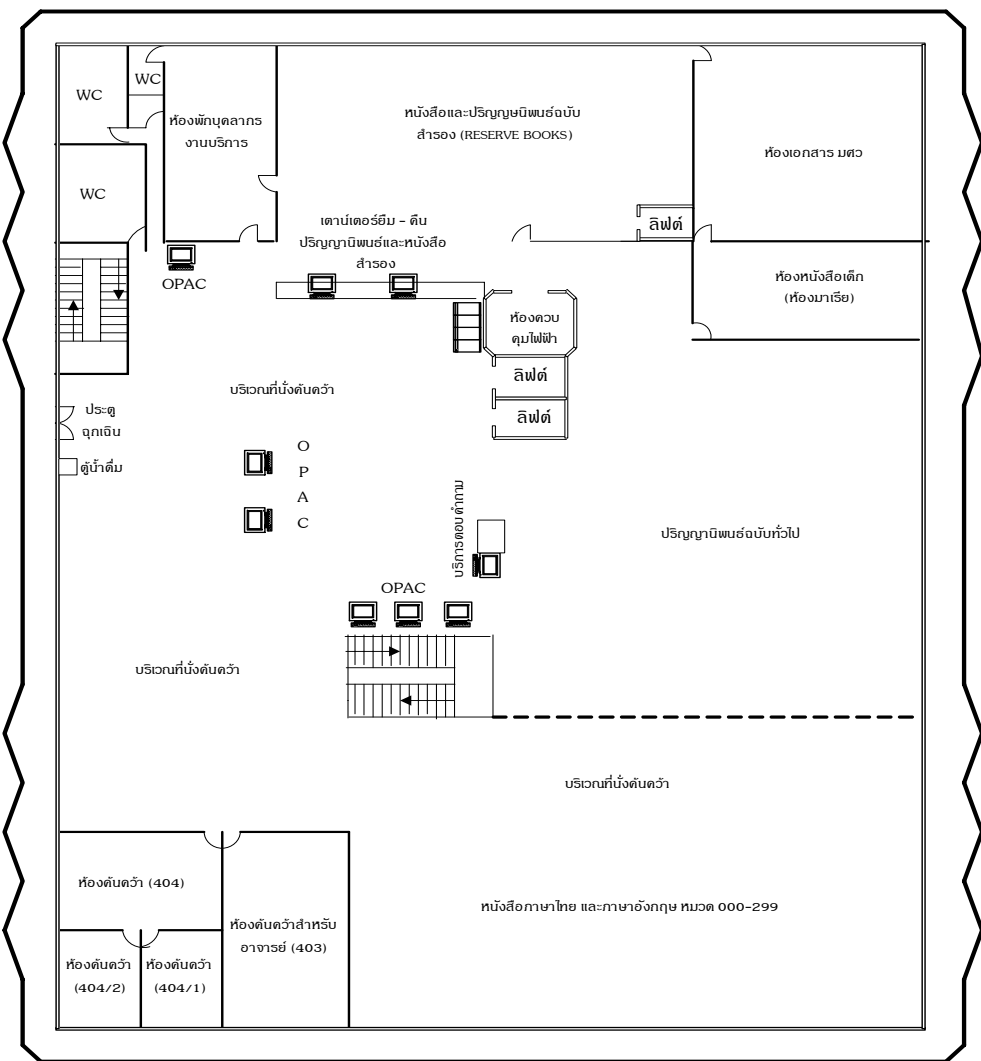 WC
WC
ห้องพักบุคลากร
งานบริการ
หนังสือและปริญญษนิพนธ์ฉบับ
สำรอง (RESERVE BOOKS)
ห้องเอกสาร มศว
WC
เคาน์เตอร์ยืม - คืน
ปริญญานิพนธ์และหนังสือ
สำรอง
ลิฟต์
OPAC
ห้องหนังสือเด็ก
(ห้องมาเรีย)
ห้องควบ
คุมไฟฟ้า
ลิฟต์
ลิฟต์
บริเวณที่นั่งค้นคว้า
ประตู
ฉุกเฉิน
ตู้น้ำดื่ม
O
P
A
C
บริการตอบคำถาม
ปริญญานิพนธ์ฉบับทั่วไป
OPAC
บริเวณที่นั่งค้นคว้า
บริเวณที่นั่งค้นคว้า
ห้องค้นคว้า (404)
ห้องค้นคว้าสำหรับ
อาจารย์ (403)
หนังสือภาษาไทย และภาษาอังกฤษ หมวด 000-299
ห้องค้นคว้า
(404/2)
ห้องค้นคว้า
(404/1)